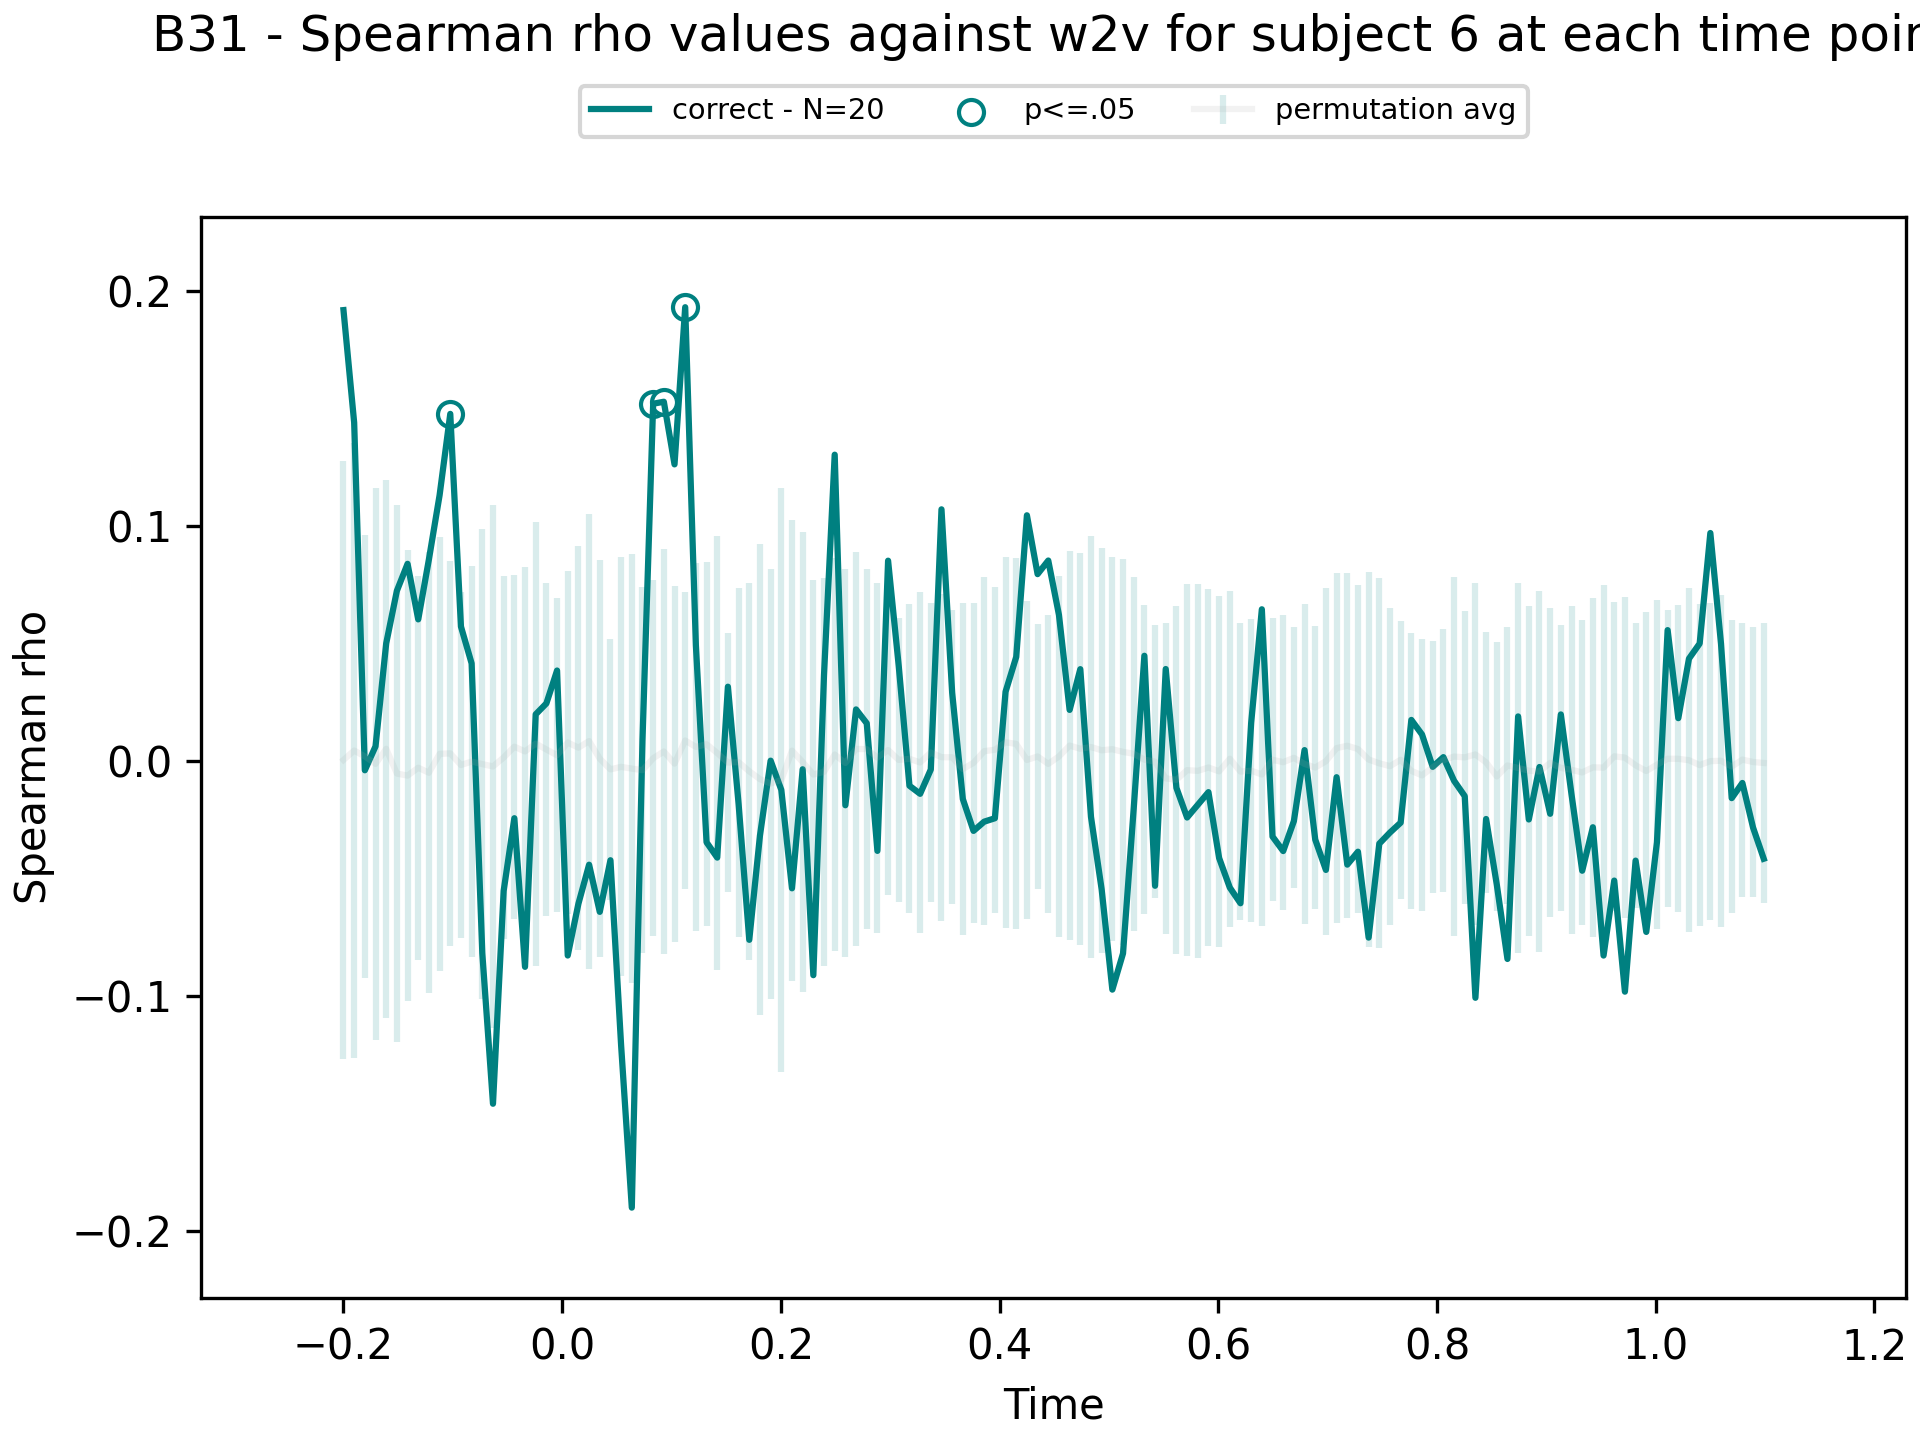 B31 - Spearman rho values against w2v for subject 6 at each time poin
correct - N=20 p<=.05 permutation avg
0.2
0.1
0.0
−0.1
−0.2
Spearman rho
−0.2 0.0 0.2 0.4 0.6 0.8 1.0 1.2
Time